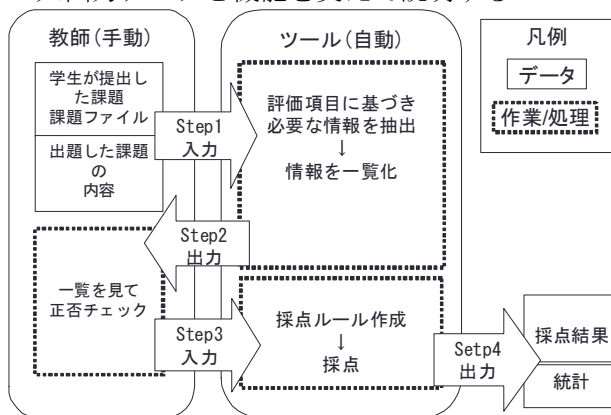 教師(手動)
ツール(自動)
凡例
データ
作業/処理
学生が提出し
た課題
課題ファイル
出題した課題
の
内容
Step1
入力
評価項目に基づき
必要な情報を抽出
↓
情報を一覧化
Step2
出力
一覧を見て
正否チェック
Step3
入力
採点ルール作成
↓
採点
Setp4
出力
採点結果
統計